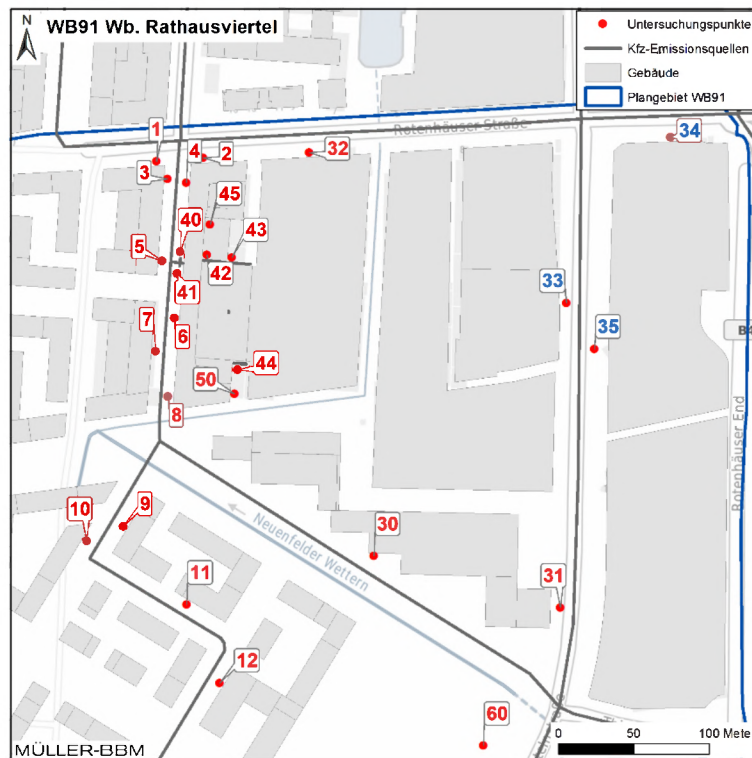 N
WB91 Wb. Rathausviertel
Untersuchungspunkte
Kfz-Emissionsquellen
Gebäude
Plangebiet WB91
Rotenhäuser Straße
1
4
2
32
34
3
45
40
43
5
42
33
41
35
B4
7
6
44
50
8
Rotenhäuser End
10
9
Neuenfelder Wettern
30
11
31
12
60
0 50 100 Mete
MÜLLER-BBM